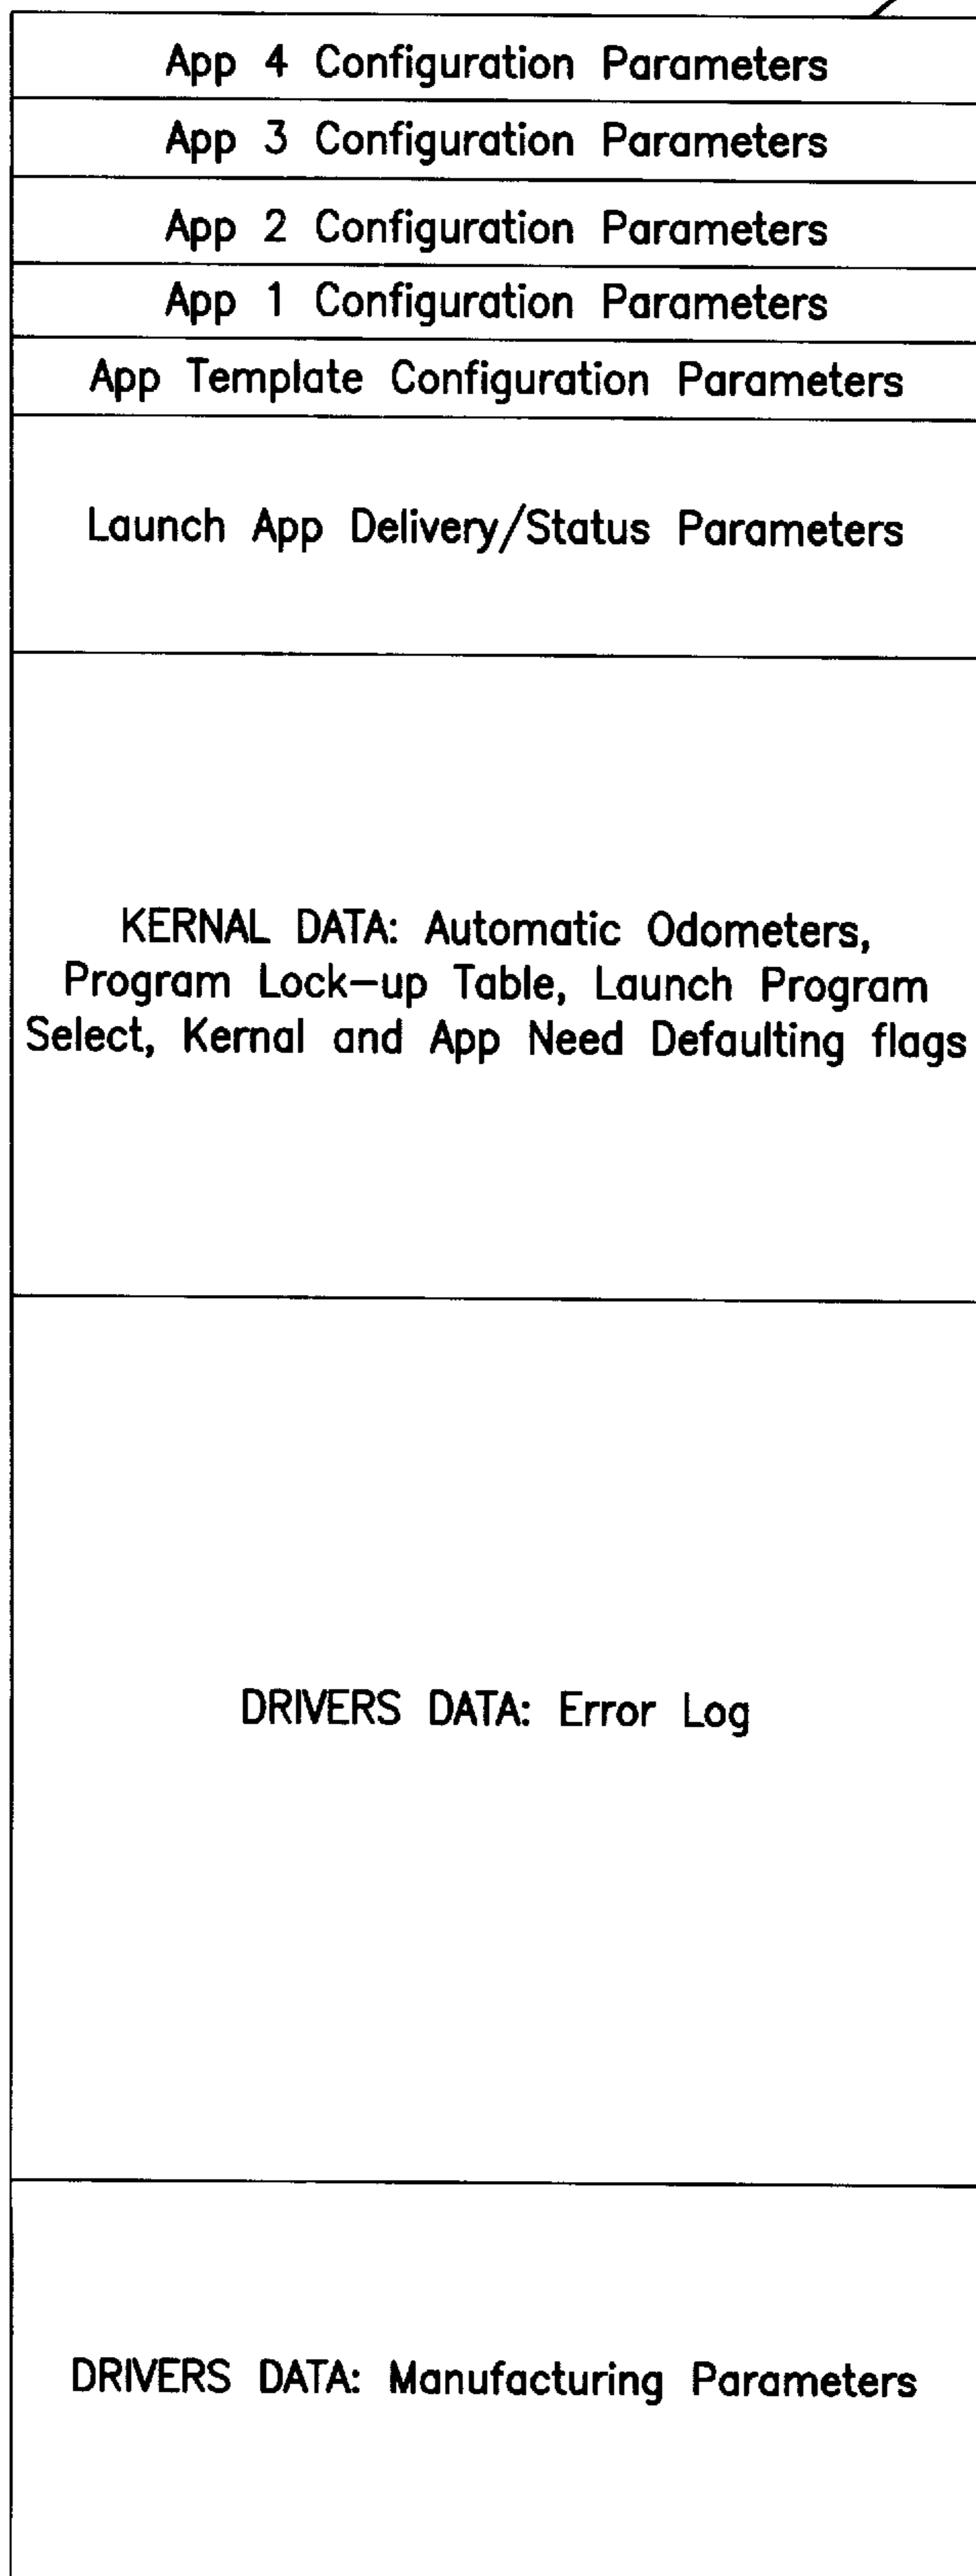 App 4 Configuration Parameters
App 3 Configuration Parameters
App 2 Configuration Parameters
App 1 Configuration Parameters
App Template Configuration Parameters
Launch App Delivery/Status Parameters
KERNAL DATA: Automatic Odometers,
Program Lock-up Table, Launch Program
Select, Kernal and App Need Defaulting flags
DRIVERS DATA: Error Log
DRIVERS DATA: Manufacturing Parameters